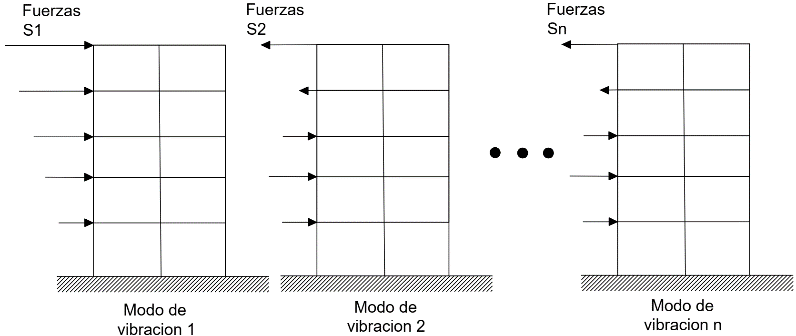 Fuerzas
S1
Fuerzas
S2
Fuerzas
Sn
Modo de
vibracion 1
Modo de
vibracion 2
Modo de
vibracion n